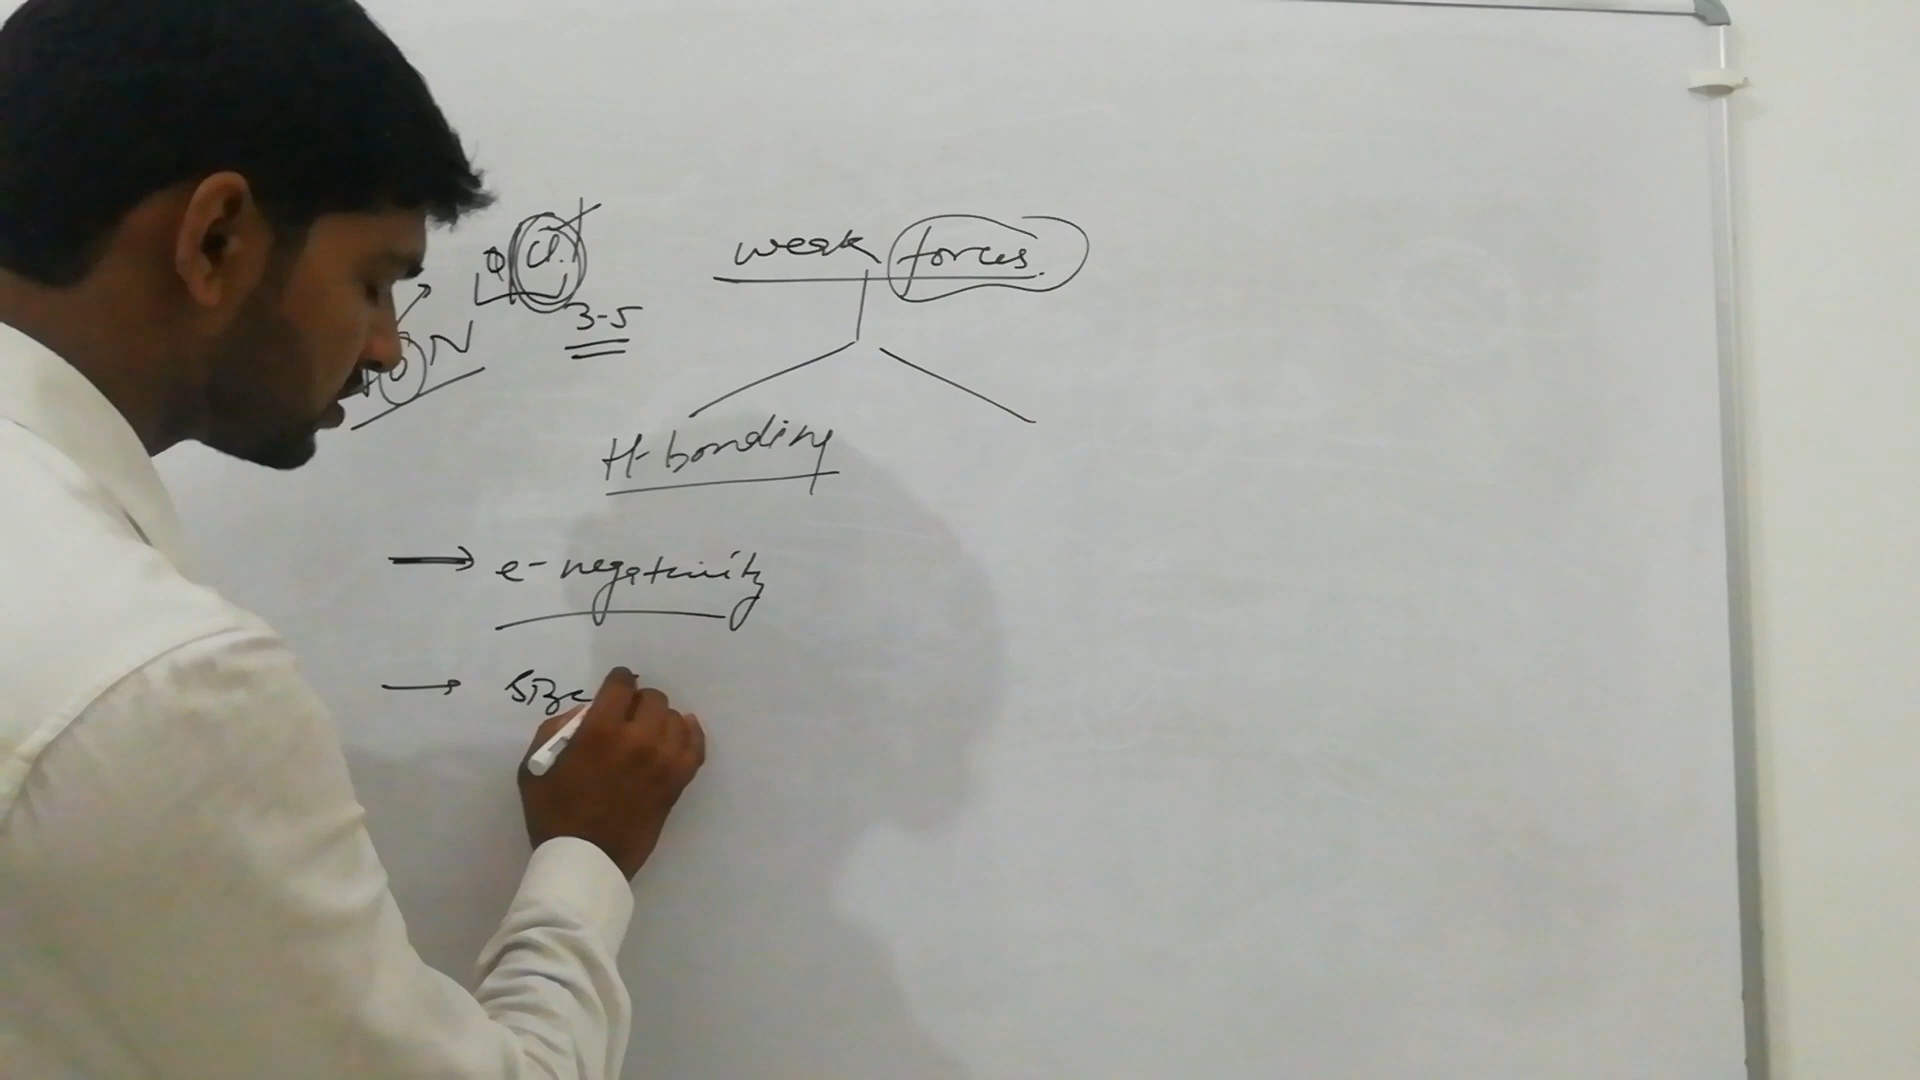 Cl.
weak forces.
3-5
O N
H-bonding
→ e-negativity
→ Size